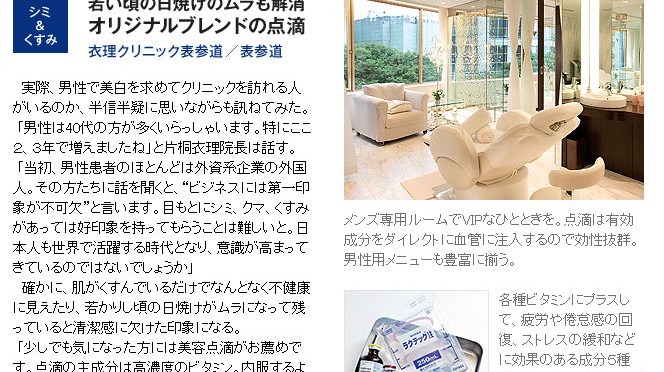 シミ
&
くすみ
若い頃の日焼けのムラも解消
オリジナルブレンドの点滴
衣理クリニック表参道／表参道
実際、男性で美白を求めてクリニックを訪れる人
がいるのか、半信半疑に思いながらも訊ねてみた。
「男性は40代の方が多くいらっしゃいます。特にここ
2、3年で増えましたね」と片桐衣理院長は話す。
「当初、男性患者のほとんどは外資系企業の外国
人。その方たちに話を聞くと、“ビジネスには第一印
象が不可欠”と言います。目もとにシミ、クマ、くすみ
があっては好印象を持ってもらうことは難しいと。日
本人も世界で活躍する時代となり、意識が高まって
きているのではないでしょうか」
確かに、肌がくすんでいるだけでなんとなく不健康
に見えたり、若かりし頃の日焼けがムラになって残
っていると清潔感に欠けた印象になる。
「少しでも気になった方には美容点滴がお薦めで
す。点滴の主成分は高濃度のビタミン。内服するよ
メンズ専用ルームでVIPなひとときを。点滴は有効
成分をダイレクトに血管に注入するので効性抜群。
男性用メニューも豊富に揃う。
各種ビタミンにプラスし
て、疲労や倦怠感の回
復、ストレスの緩和など
に効果のある成分5種
ラクテック注
250mL